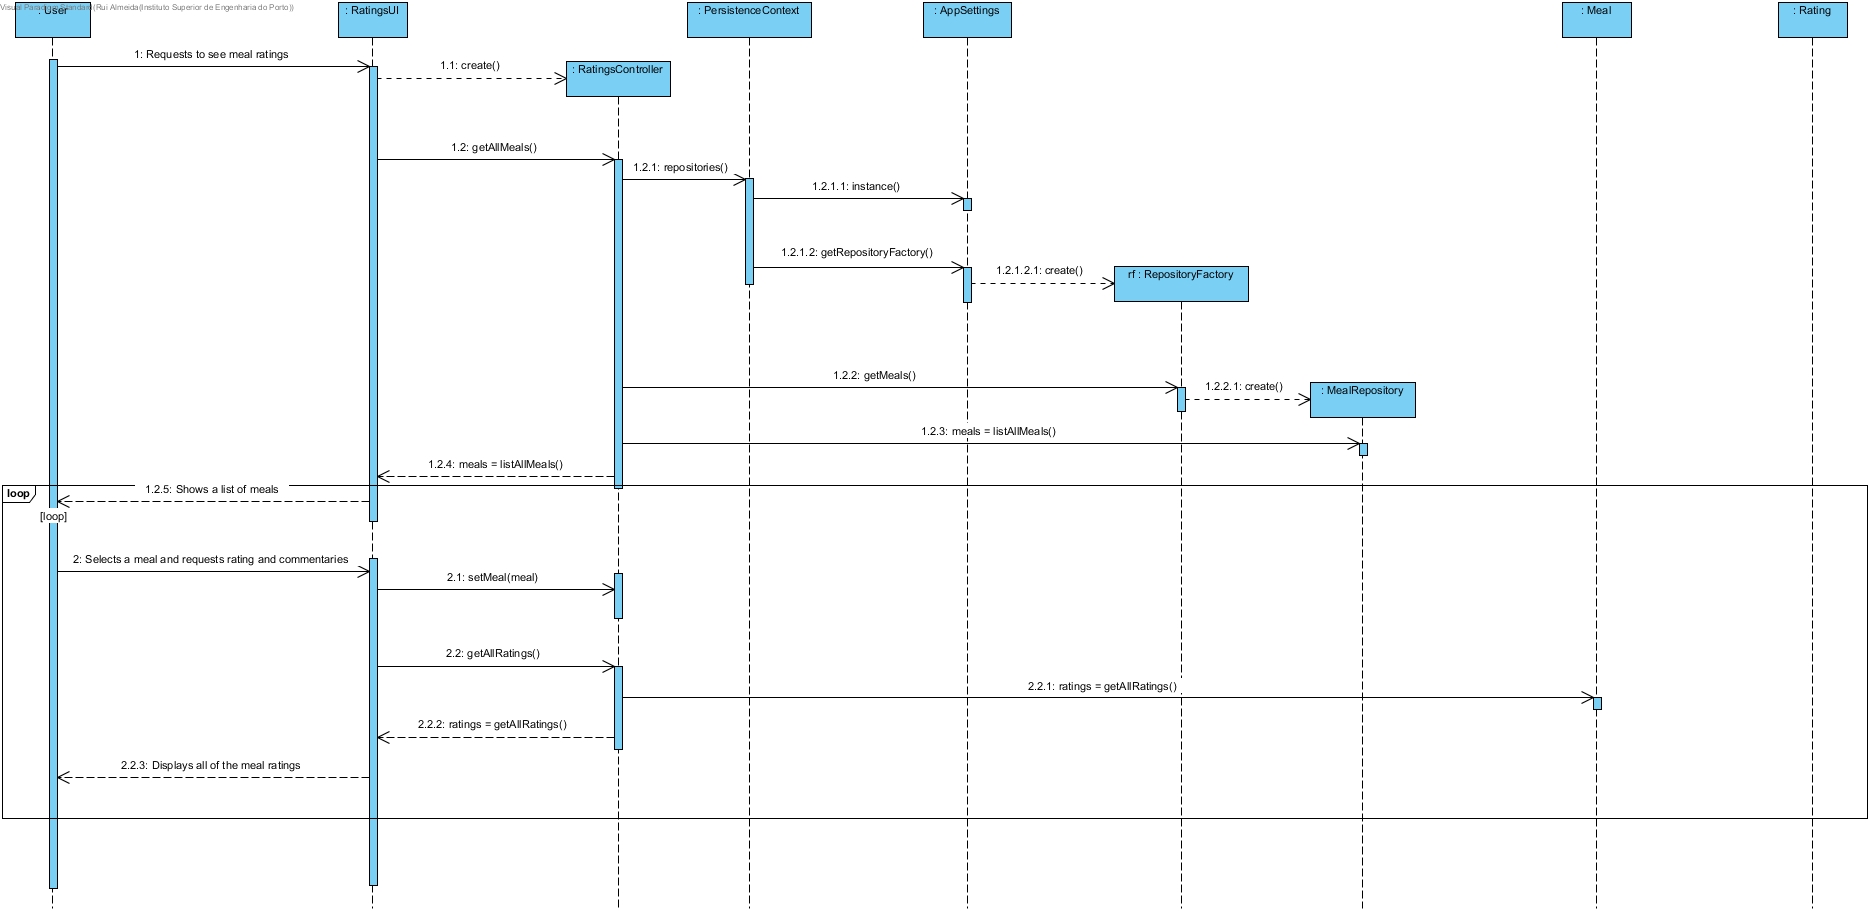 Visual Paradigm Standard(Rui Almeida(Instituto Superior de Engenharia do Porto))
: User
: RatingsUI
: PersistenceContext
: AppSettings
: Meal
: Rating
1: Requests to see meal ratings
1.1: create()
: RatingsController
1.2: getAllMeals()
1.2.1: repositories()
1.2.1.1: instance()
1.2.1.2: getRepositoryFactory()
1.2.1.2.1: create()
rf : RepositoryFactory
1.2.2: getMeals()
1.2.2.1: create()
: MealRepository
1.2.3: meals = listAllMeals()
1.2.4: meals = listAllMeals()
loop
1.2.5: Shows a list of meals
[loop]
2: Selects a meal and requests rating and commentaries
2.1: setMeal(meal)
2.2: getAllRatings()
2.2.1: ratings = getAllRatings()
2.2.2: ratings = getAllRatings()
2.2.3: Displays all of the meal ratings